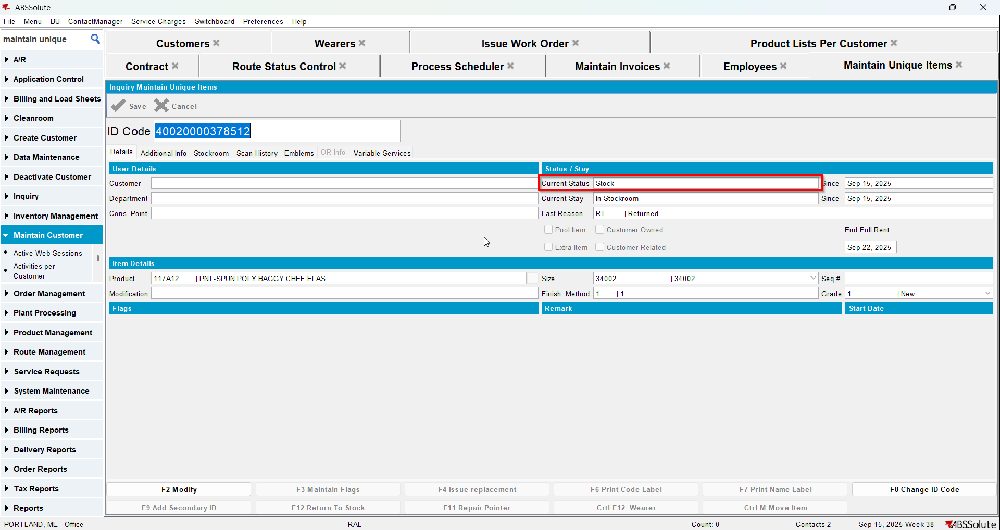 ABSSolute
File Menu BU ContactManager Service Charges Switchboard Preferences Help
maintain unique
Customers Wearers Issue Work Order Product Lists Per Customer
Contract Route Status Control Process Scheduler Maintain Invoices Employees Maintain Unique Items
A/R
Application Control
Billing and Load Sheets
Cleanroom
Create Customer
Data Maintenance
Deactivate Customer
Inquiry
Inventory Management
Maintain Customer
Active Web Sessions
Activities per
Customer
Order Management
Plant Processing
Product Management
Route Management
Service Requests
System Maintenance
A/R Reports
Billing Reports
Delivery Reports
Order Reports
Tax Reports
Reports
Inquiry Maintain Unique Items
Save Cancel
ID Code 40020000378512
Details Additional Info Stockroom Scan History Emblems OR Info Variable Services
User Details Status / Stay
Customer Current Status Stock Since Sep 15, 2025
Department Current Stay In Stockroom Since Sep 15, 2025
Cons. Point Last Reason RT | Returned
Pool Item Customer Owned End Full Rent
Extra Item Customer Related Sep 22, 2025
Item Details
Product 117A12 | PNT-SPUN POLY BAGGY CHEF ELAS ... Size 34002 | 34002 Seq.#
Modification Finish. Method 1 | 1 Grade 1 | New
Flags Remark Start Date
F2 Modify F3 Maintain Flags F4 Issue replacement F6 Print Code Label F7 Print Name Label F8 Change ID Code
F9 Add Secondary ID F12 Return To Stock F11 Repair Pointer Crtl-F12 Wearer Ctrl-M Move Item
PORTLAND, ME - Office RAL Count: 0 Contacts 2 Sep 15, 2025 Week 38 ABSSolute